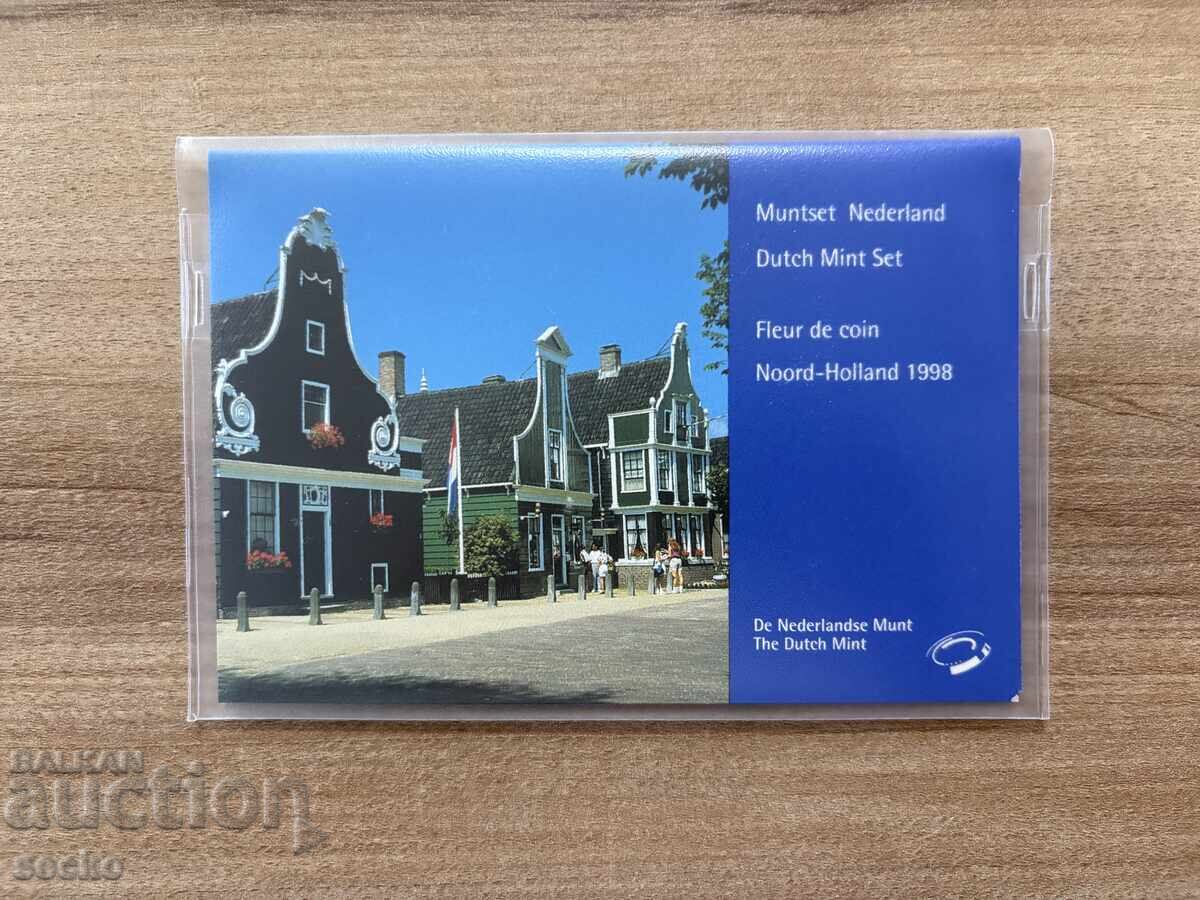 Muntset Nederland
Dutch Mint Set
Fleur de coin
Noord-Holland 1998
De Nederlandse Munt
The Dutch Mint
BALKAN
auction
socko